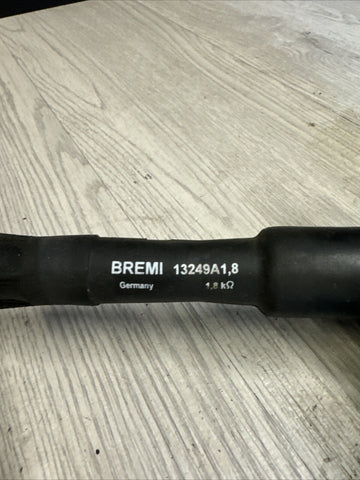 BREMI 13249A1,8
Germany 1,8 kΩ